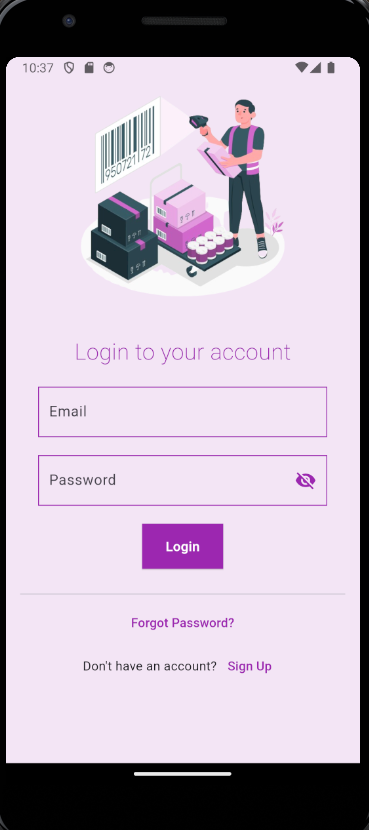 10:37
950721172
Login to your account
Email
Password
Login
Forgot Password?
Don't have an account? Sign Up